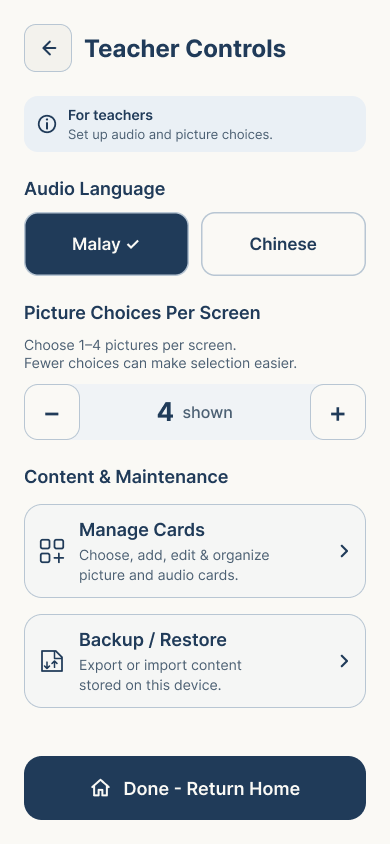 Teacher Controls
For teachers
Set up audio and picture choices.
Audio Language
Malay ✓
Chinese
Picture Choices Per Screen
Choose 1–4 pictures per screen.
Fewer choices can make selection easier.
− 4 shown +
Content & Maintenance
Manage Cards
Choose, add, edit & organize
picture and audio cards.
Backup / Restore
Export or import content
stored on this device.
Done - Return Home